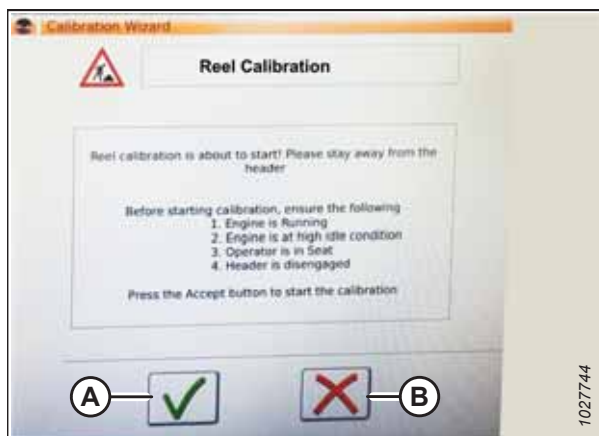 Calibration Wizard
Reel Calibration
Reel calibration is about to start! Please stay away from the
header
Before starting calibration, ensure the following
1. Engine is Running
2. Engine is at high idle condition
3. Operator is in Seat
4. Header is disengaged
Press the Accept button to start the calibration
A
B
1027744